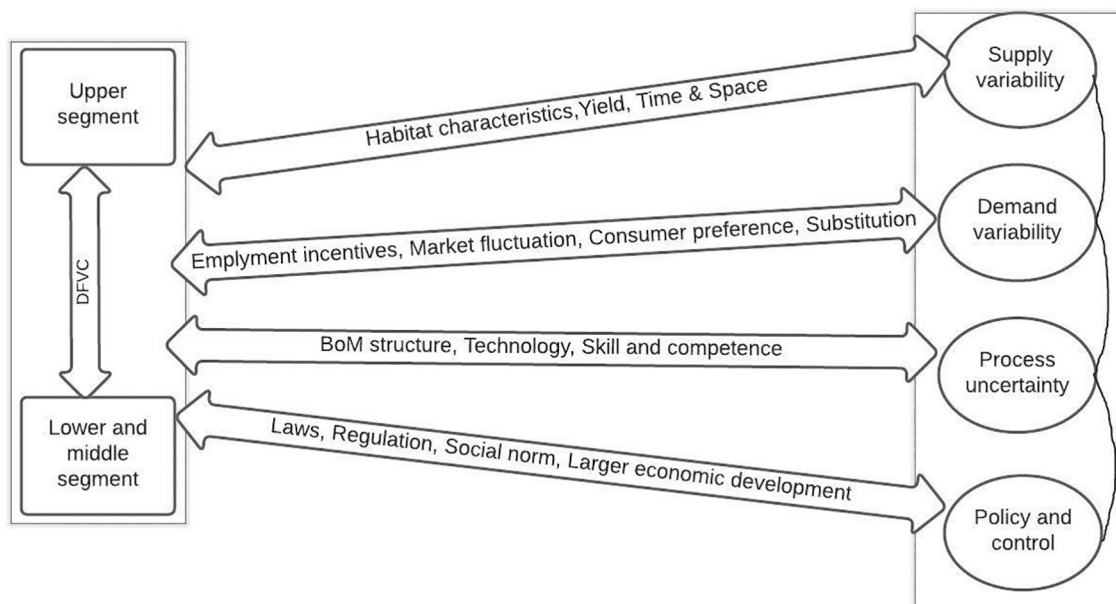 Upper
segment
DFVC
Lower and
middle
segment
Habitat characteristics,Yield, Time & Space
Emplyment incentives, Market fluctuation, Consumer preference, Substitution
BoM structure, Technology, Skill and competence
Laws, Regulation, Social norm, Larger economic development
Supply
variability
Demand
variability
Process
uncertainty
Policy and
control